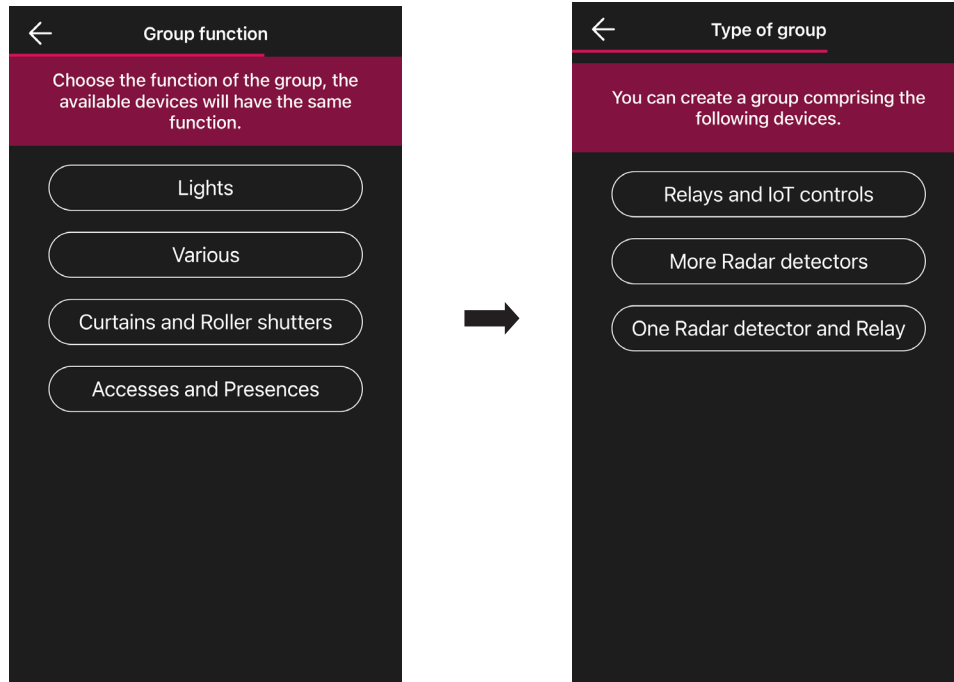 Group function
Choose the function of the group, the
available devices will have the same
function.
Lights
Various
Curtains and Roller shutters
Accesses and Presences
Type of group
You can create a group comprising the
following devices.
Relays and IoT controls
More Radar detectors
One Radar detector and Relay